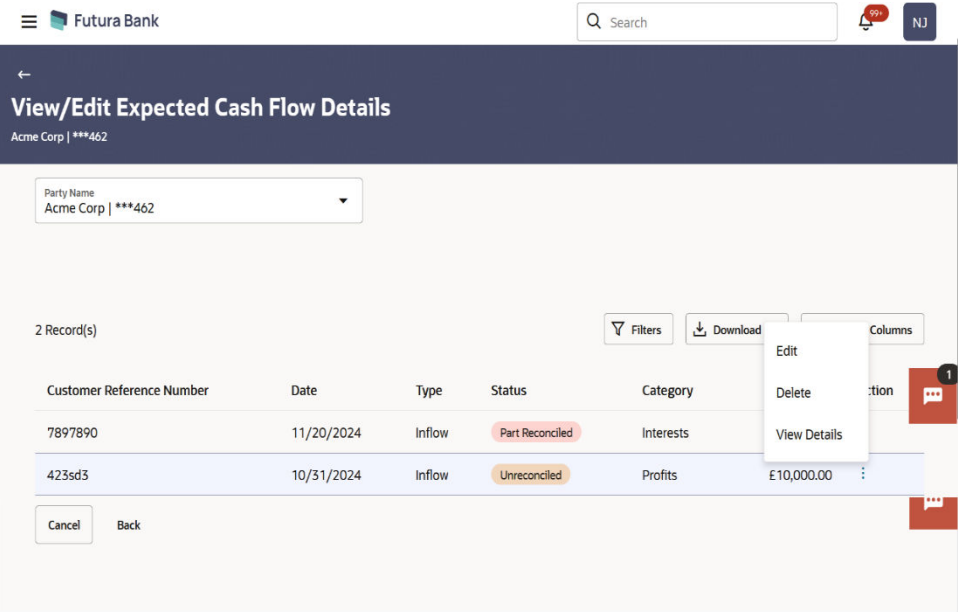 Futura Bank
Search
99+
NJ
View/Edit Expected Cash Flow Details
Acme Corp | ***462
Party Name
Acme Corp | ***462
2 Record(s)
Filters
Download
Columns
Edit
Delete
View Details
1
Customer Reference Number Date Type Status Category
7897890 11/20/2024 Inflow Part Reconciled Interests
423sd3 10/31/2024 Inflow Unreconciled Profits £10,000.00
Cancel Back